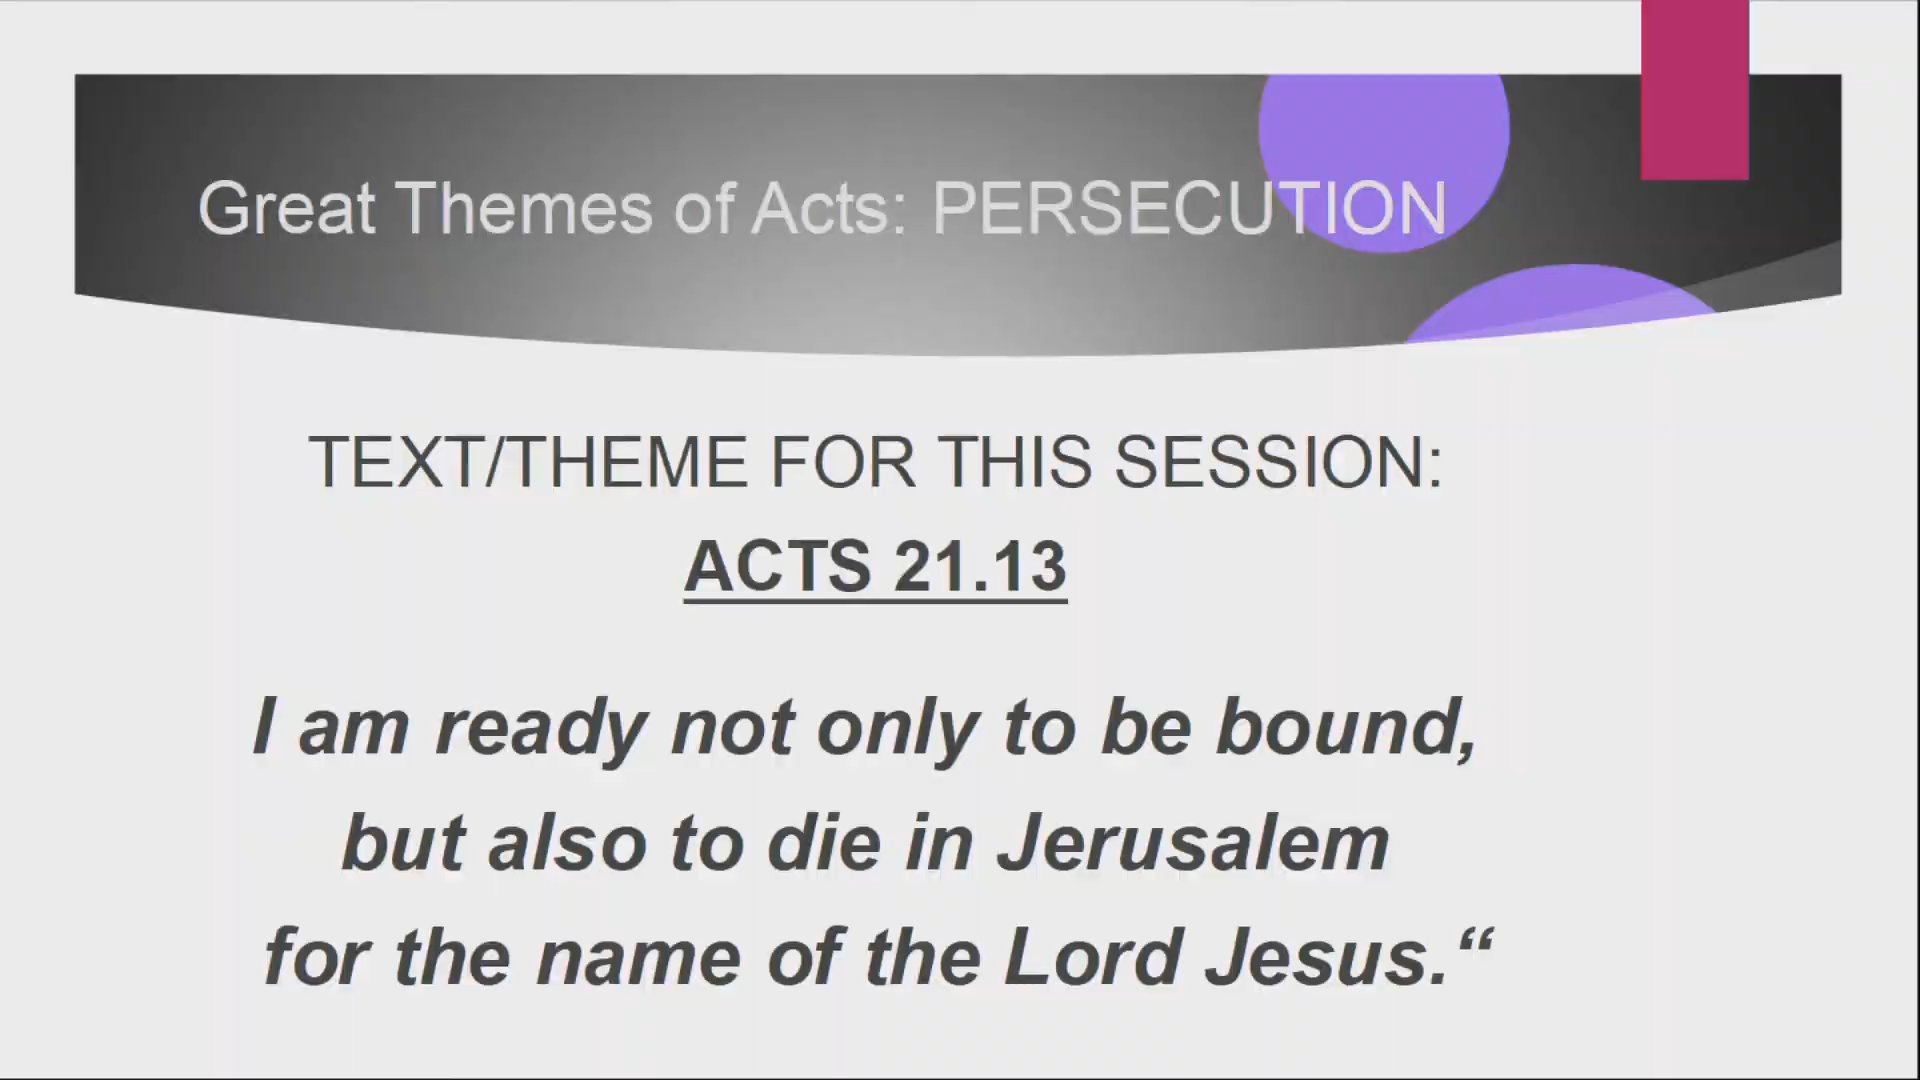 Great Themes of Acts: PERSECUTION
TEXT/THEME FOR THIS SESSION:
ACTS 21.13
I am ready not only to be bound,
but also to die in Jerusalem
for the name of the Lord Jesus.“